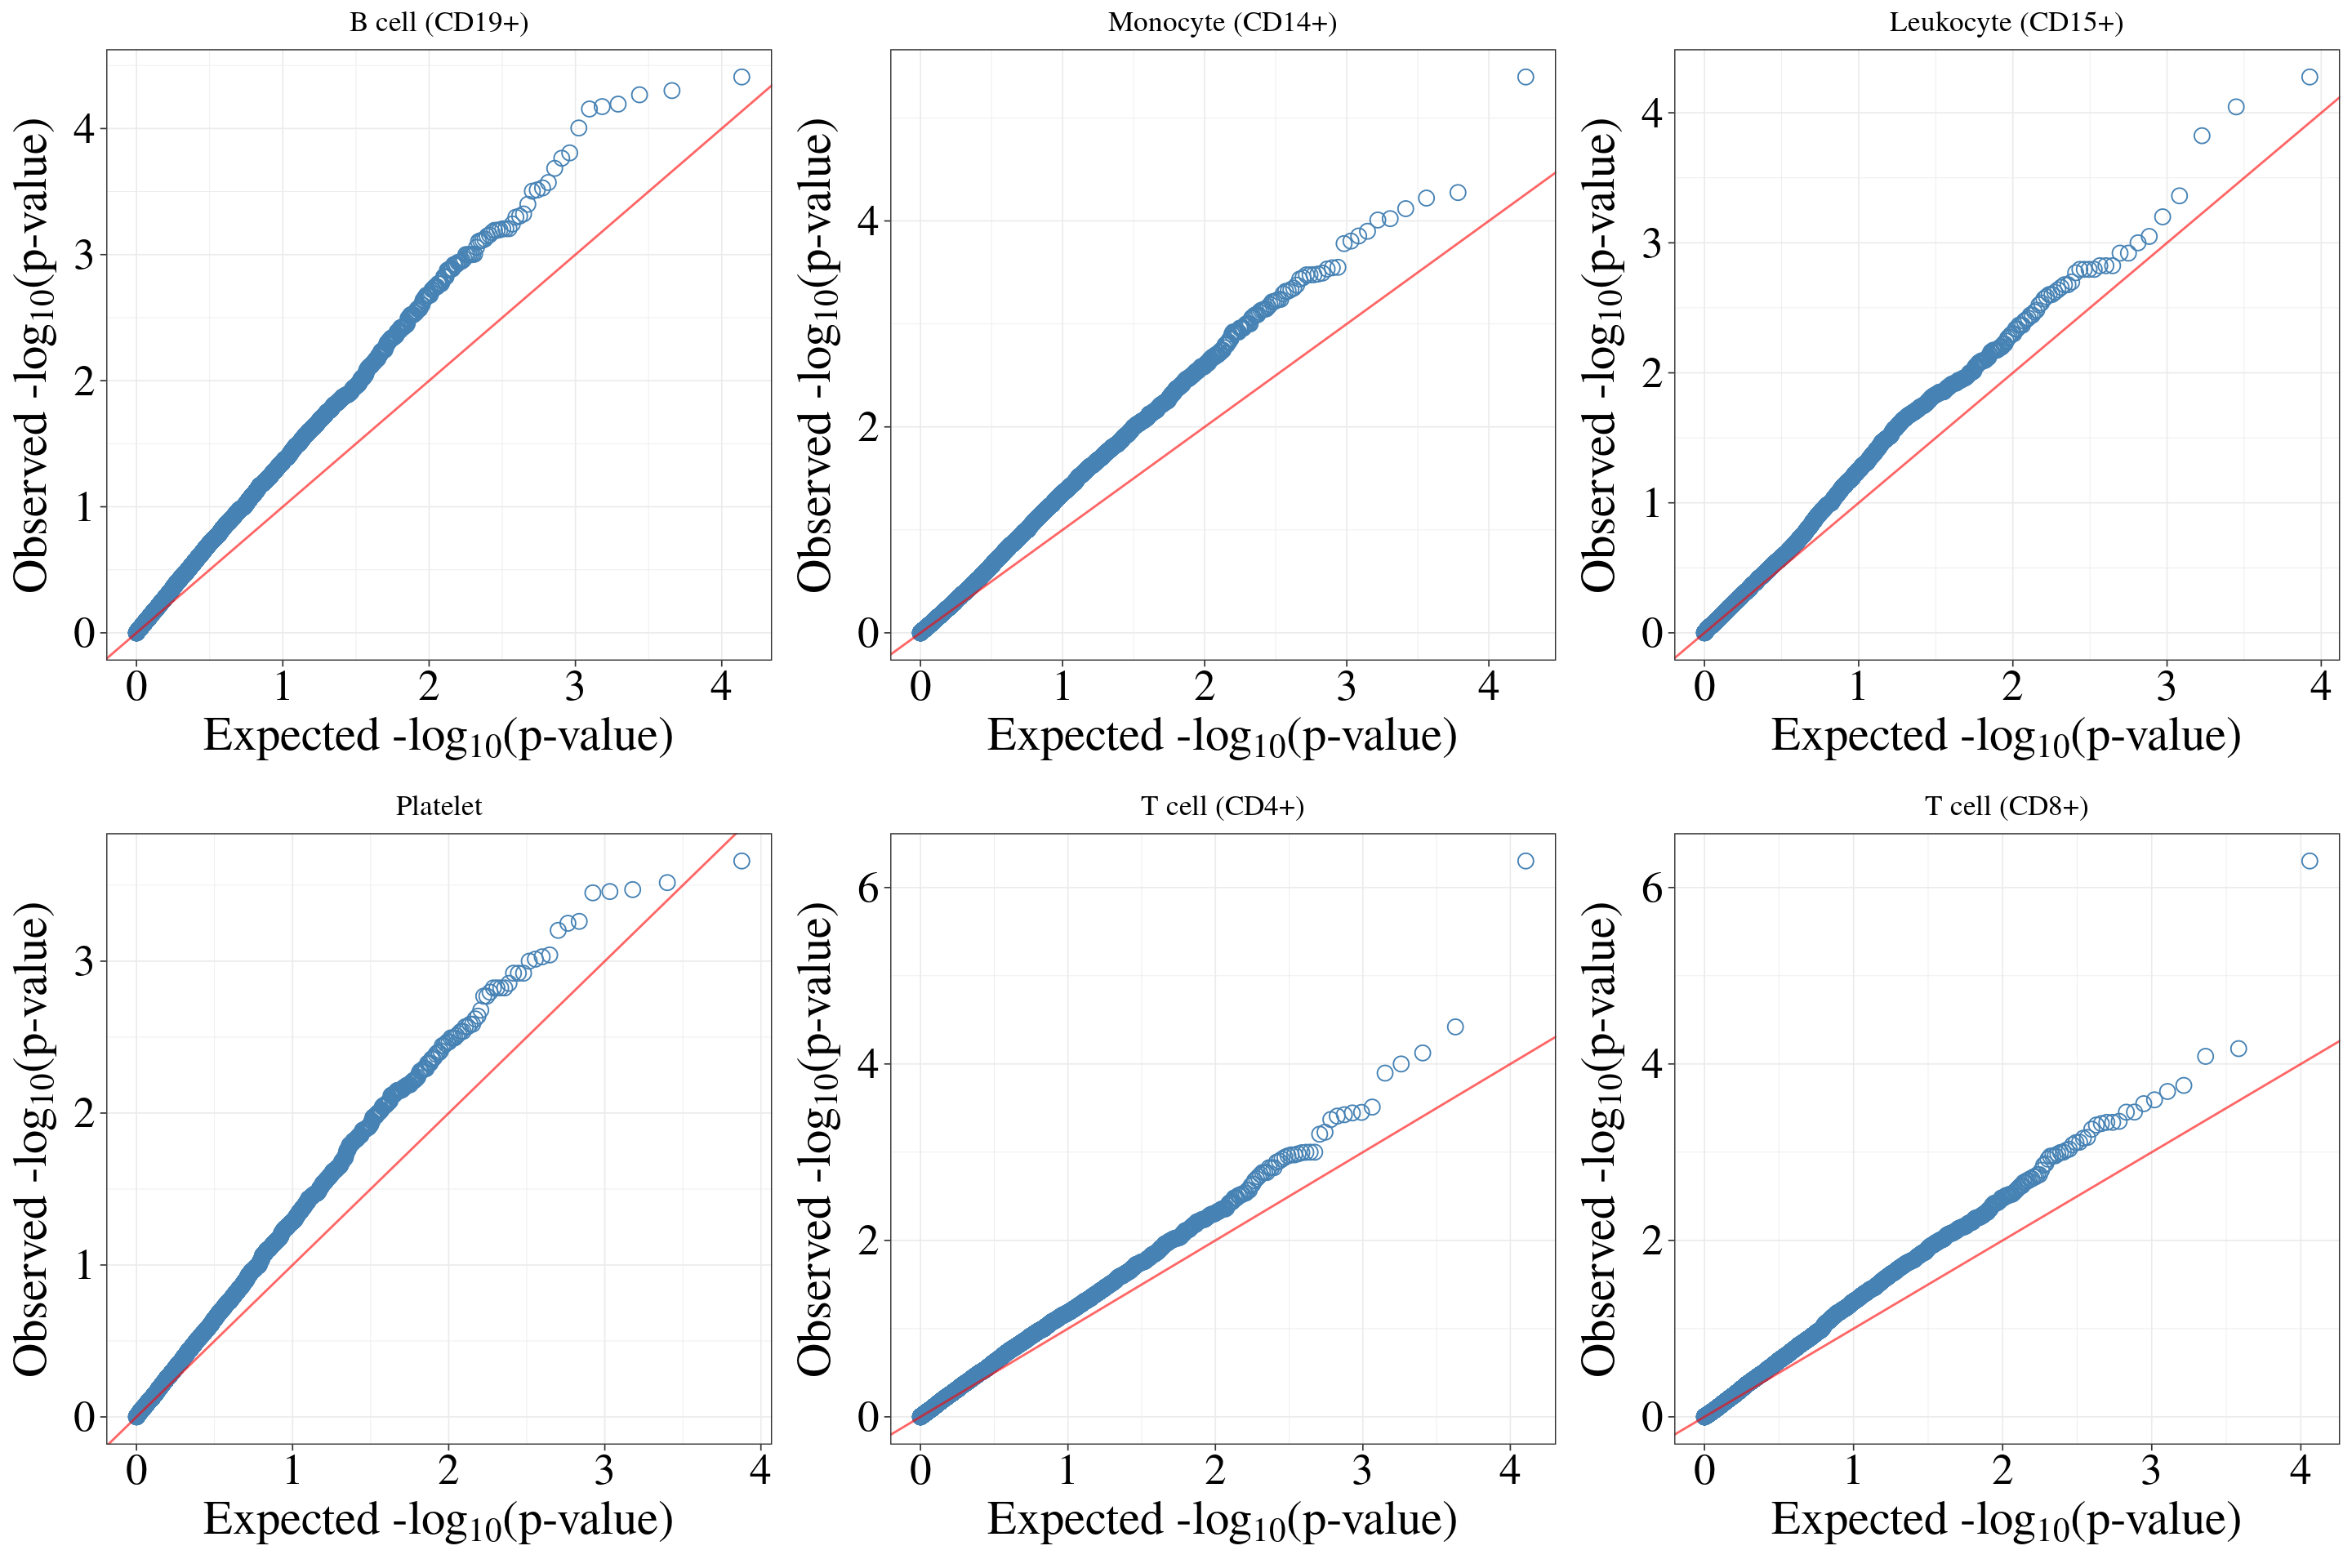 B cell (CD19+)
Observed -log10(p-value)
4
3
2
1
0
0 1 2 3 4
Expected -log10(p-value)
Monocyte (CD14+)
Observed -log10(p-value)
4
2
0
0 1 2 3 4
Expected -log10(p-value)
Leukocyte (CD15+)
Observed -log10(p-value)
4
3
2
1
0
0 1 2 3 4
Expected -log10(p-value)
Platelet
Observed -log10(p-value)
3
2
1
0
0 1 2 3 4
Expected -log10(p-value)
T cell (CD4+)
Observed -log10(p-value)
6
4
2
0
0 1 2 3 4
Expected -log10(p-value)
T cell (CD8+)
Observed -log10(p-value)
6
4
2
0
0 1 2 3 4
Expected -log10(p-value)